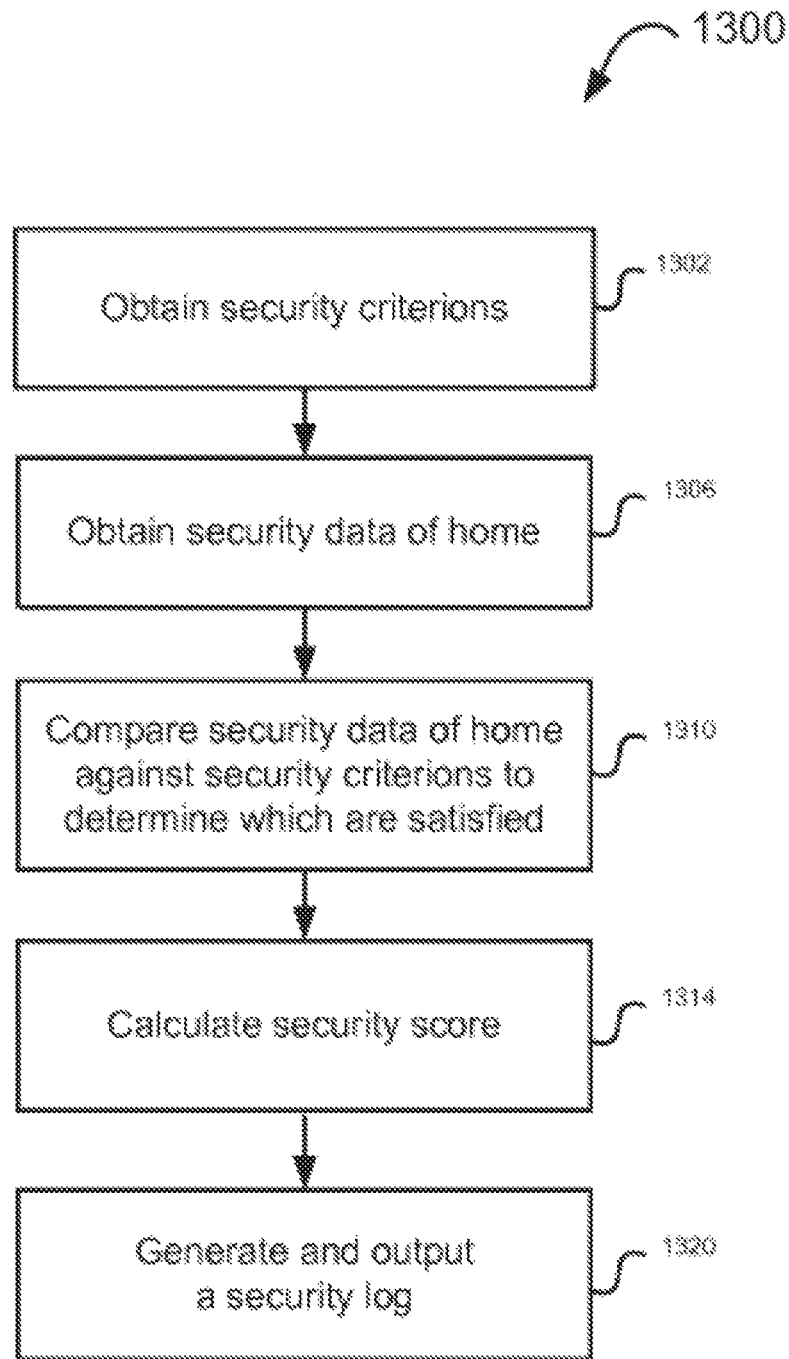 1300
Obtain security criterions
1302
Obtain security data of home
1306
Compare security data of home
against security criterions to
determine which are satisfied
1310
Calculate security score
1314
Generate and output
a security log
1320